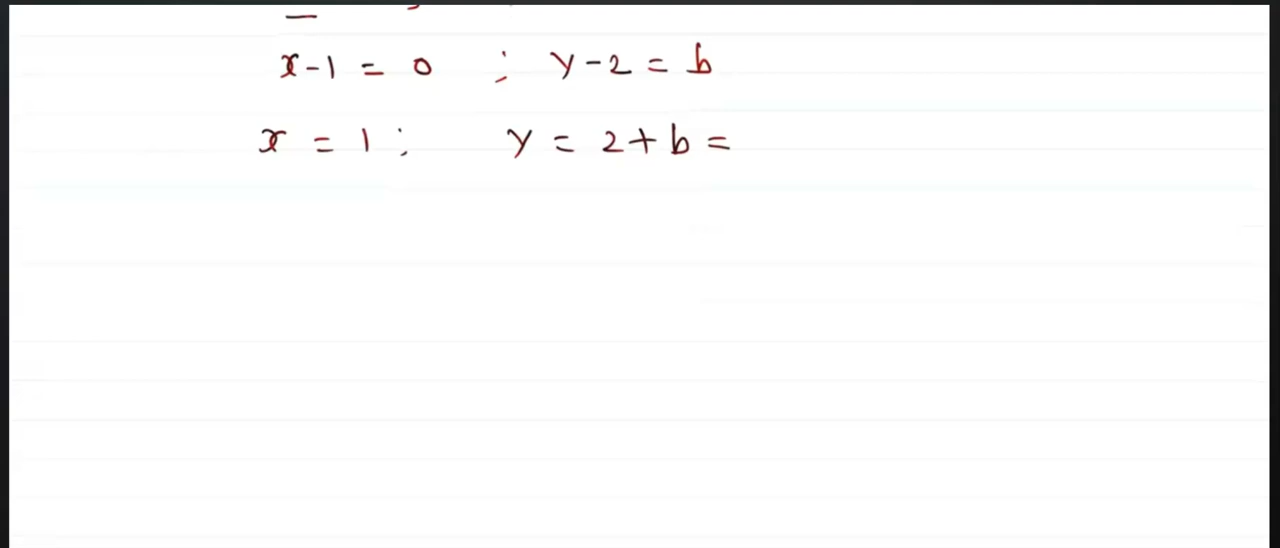 x-1 = 0 ; y-2 = b
x = 1 ; y = 2+b =